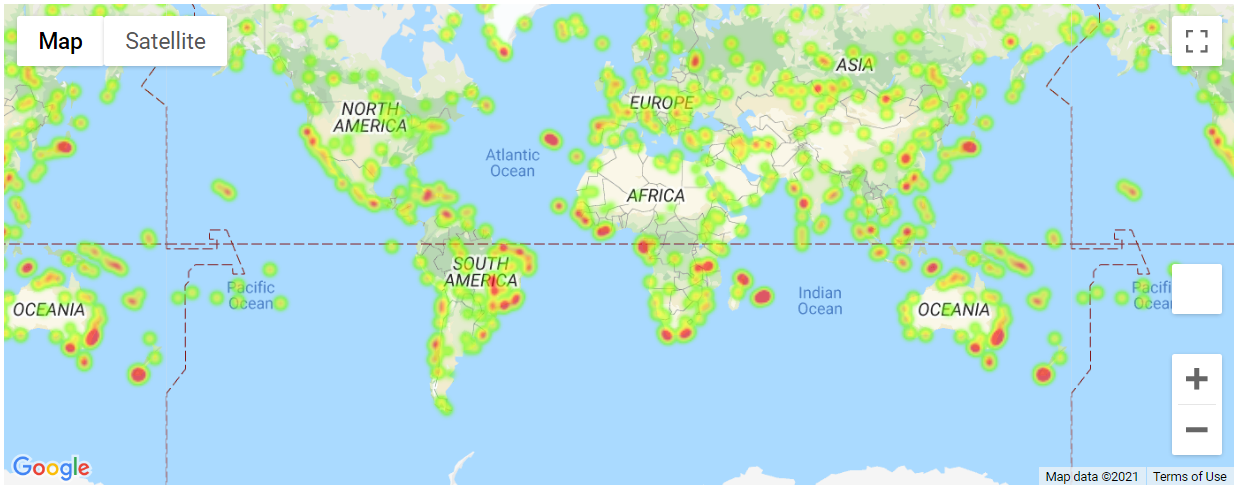 Map
Satellite
ASIA
EUROPE
NORTH
AMERICA
Atlantic
Ocean
AFRICA
SOUTH
AMERICA
Pacific
Ocean
Indian
Ocean
Pacifi
Ocea
OCEANIA
OCEANIA
Google
Map data ©2021
Terms of Use